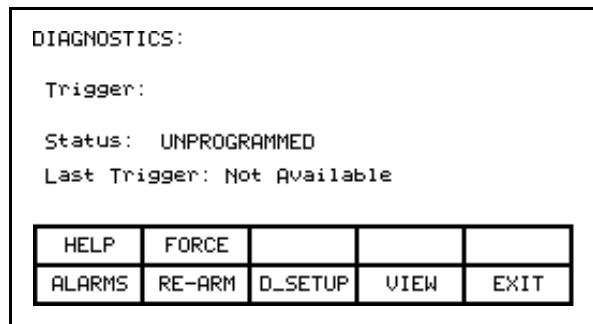 DIAGNOSTICS:
Trigger:
Status: UNPROGRAMMED
Last Trigger: Not Available
HELP FORCE
ALARMS RE-ARM D_SETUP VIEW EXIT